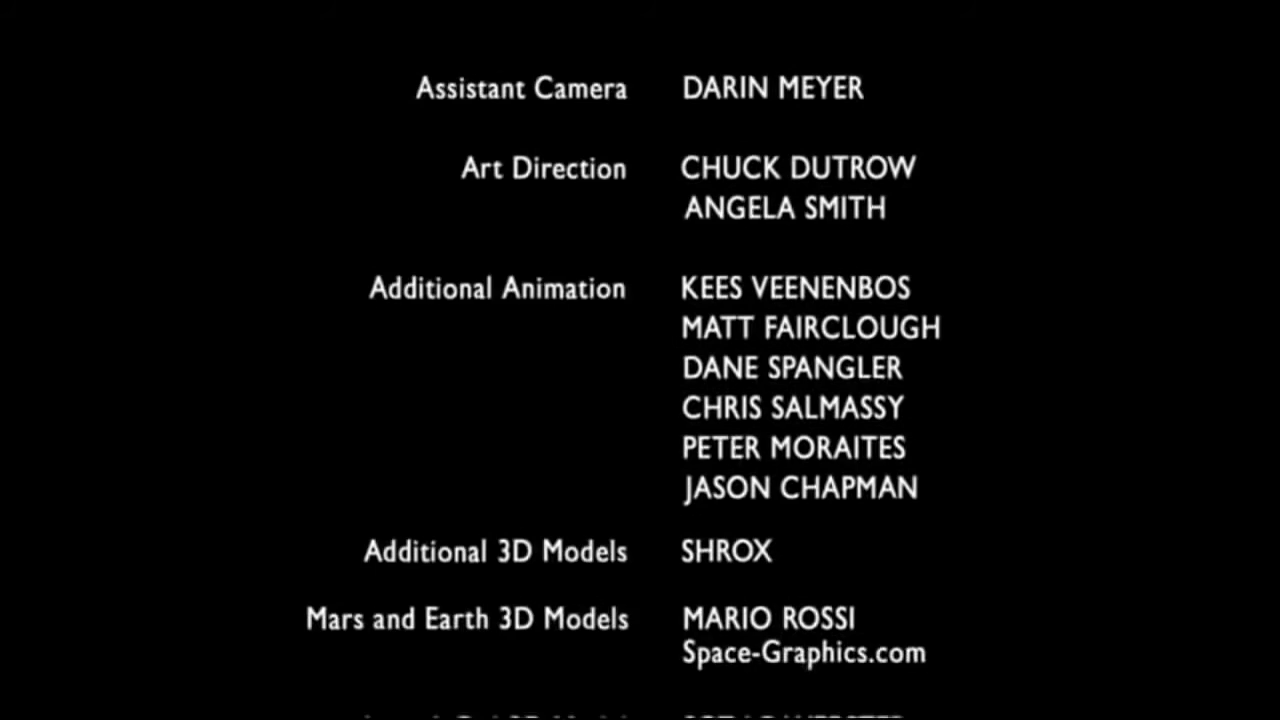 Assistant Camera DARIN MEYER
Art Direction CHUCK DUTROW
ANGELA SMITH
Additional Animation KEES VEENENBOS
MATT FAIRCLOUGH
DANE SPANGLER
CHRIS SALMASSY
PETER MORAITES
JASON CHAPMAN
Additional 3D Models SHROX
Mars and Earth 3D Models MARIO ROSSI
Space-Graphics.com